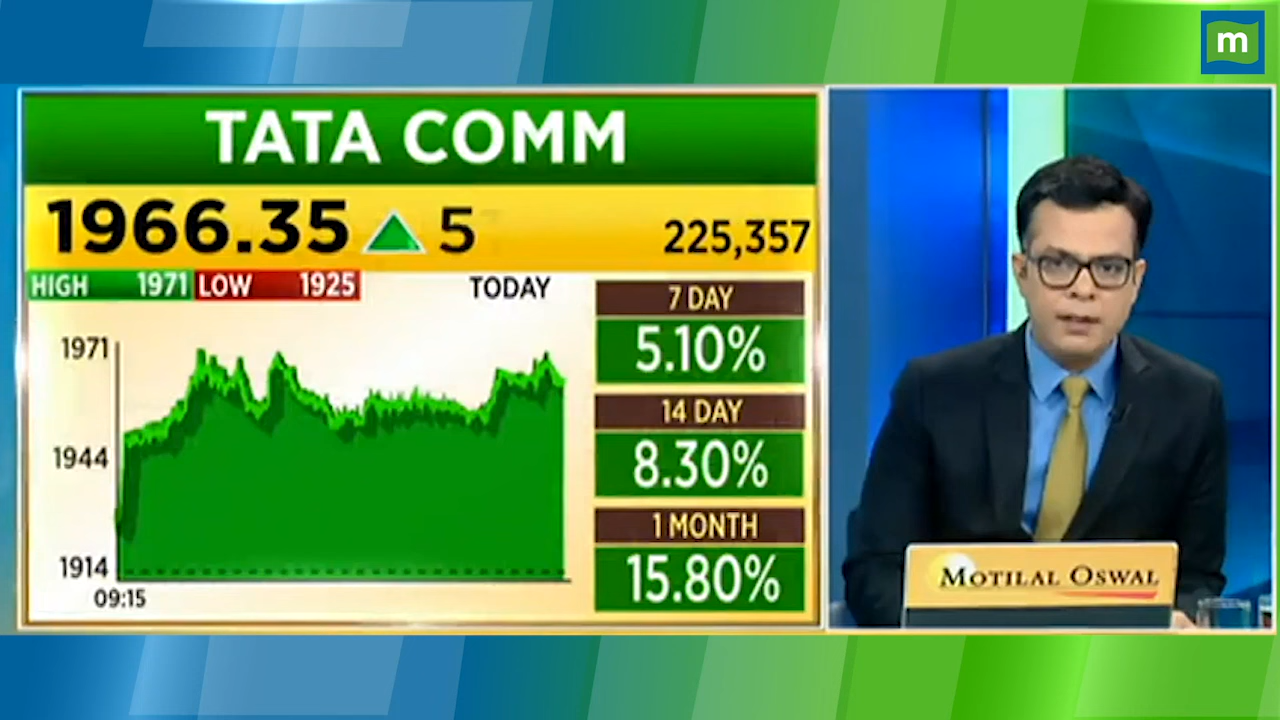 m
TATA COMM
1966.35 ▲ 5 225,357
HIGH 1971 LOW 1925 TODAY
1971
1944
1914
09:15
7 DAY
5.10%
14 DAY
8.30%
1 MONTH
15.80%
MOTILAL OSWAL